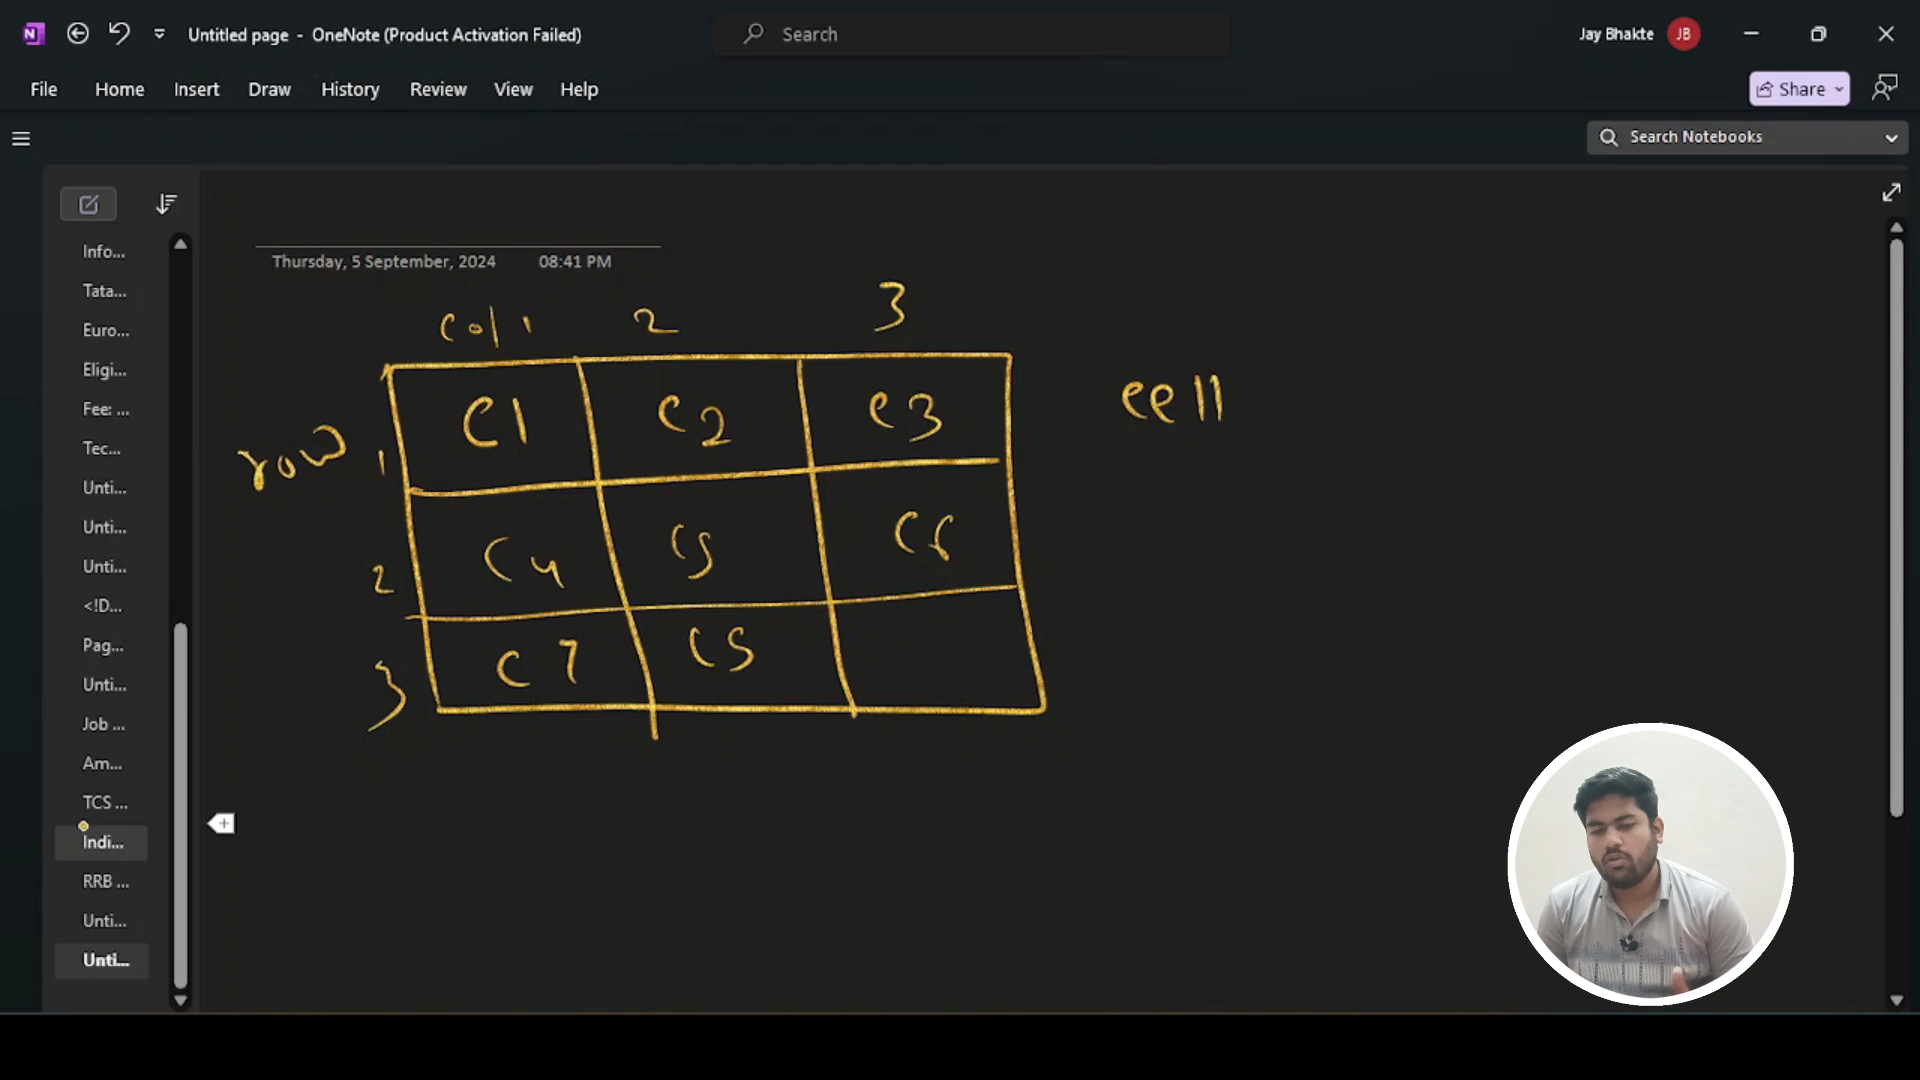 Untitled page - OneNote (Product Activation Failed)
Search
Jay Bhakte
JB
File Home Insert Draw History Review View Help
Share
Search Notebooks
Info...
Tata...
Euro...
Eligi...
Fee: ...
Tec...
Unti...
Unti...
Unti...
<!D...
Pag...
Unti...
Job ...
Am...
TCS ...
Indi...
RRB ...
Unti...
Unti...
Thursday, 5 September, 2024 08:41 PM
col 1 2 3
row 1 C1 C2 C3
2 C4 C5 C6
3 C7 C5
cell